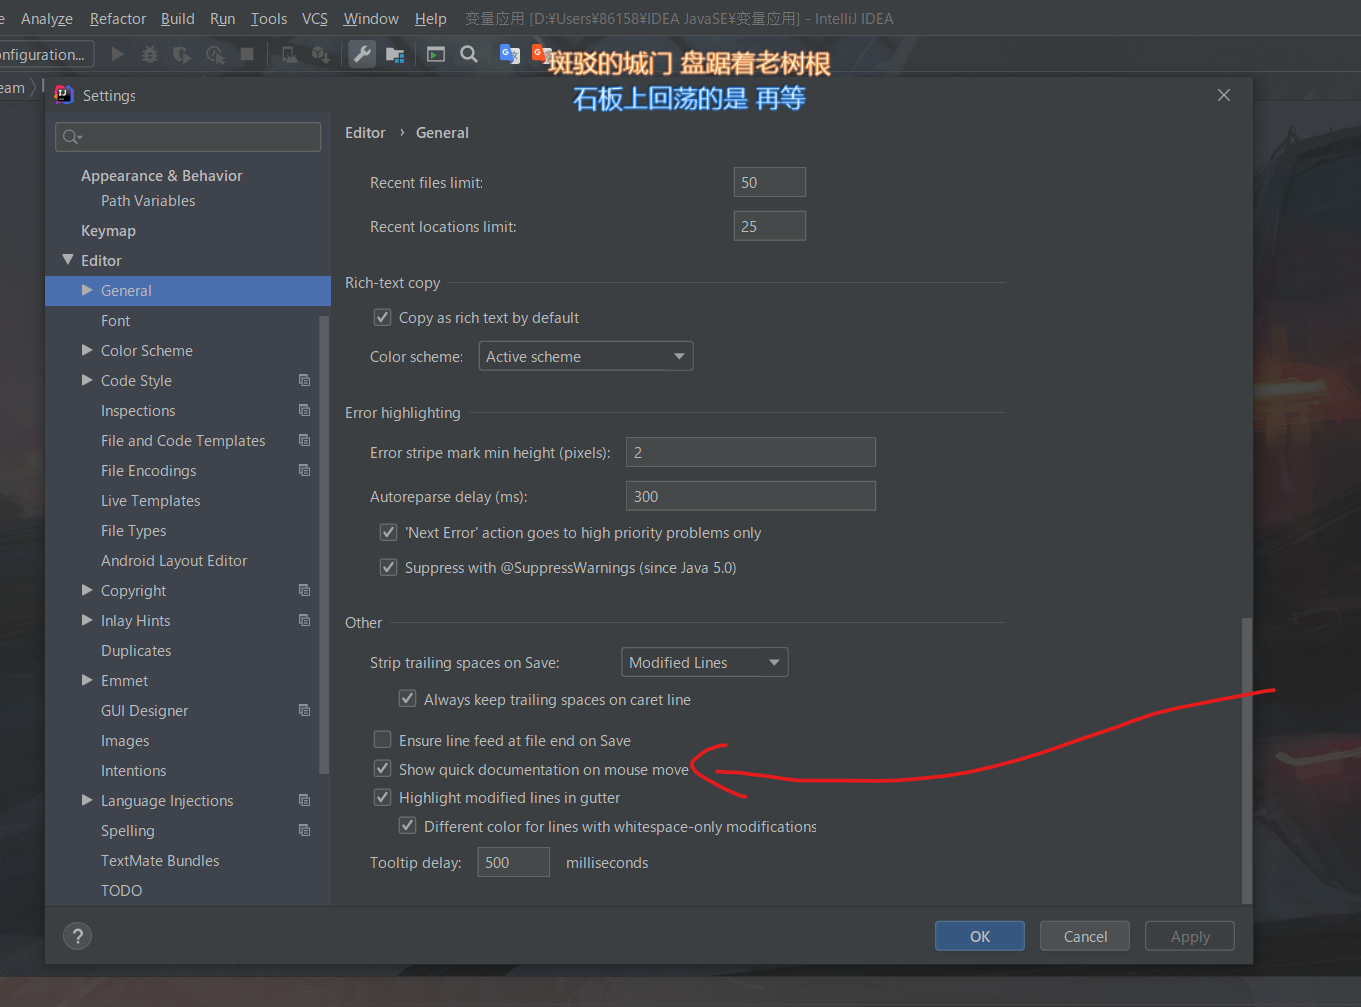 e Analyze Refactor Build Run Tools VCS Window Help 变量应用 [D:¥Users¥86158¥IDEA JavaSE¥变量应用] - IntelliJ IDEA
onfiguration...
斑驳的城门 盘踞着老树根
石板上回荡的是 再等
eam
Settings
Editor › General
Appearance & Behavior
Path Variables
Keymap
Editor
General
Font
Color Scheme
Code Style
Inspections
File and Code Templates
File Encodings
Live Templates
File Types
Android Layout Editor
Copyright
Inlay Hints
Duplicates
Emmet
GUI Designer
Images
Intentions
Language Injections
Spelling
TextMate Bundles
TODO
Recent files limit: 50
Recent locations limit: 25
Rich-text copy
Copy as rich text by default
Color scheme: Active scheme
Error highlighting
Error stripe mark min height (pixels): 2
Autoreparse delay (ms): 300
'Next Error' action goes to high priority problems only
Suppress with @SuppressWarnings (since Java 5.0)
Other
Strip trailing spaces on Save: Modified Lines
Always keep trailing spaces on caret line
Ensure line feed at file end on Save
Show quick documentation on mouse move
Highlight modified lines in gutter
Different color for lines with whitespace-only modifications
Tooltip delay: 500 milliseconds
? OK Cancel Apply